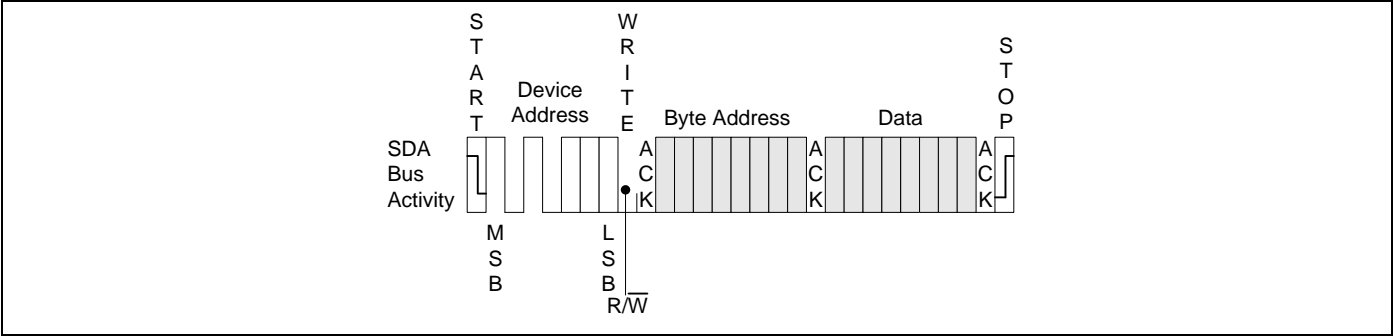 START
WRITE
STOP
Device
Address
Byte Address
Data
SDA
Bus
Activity
ACK
ACK
ACK
MSB
LSB
R/W̅